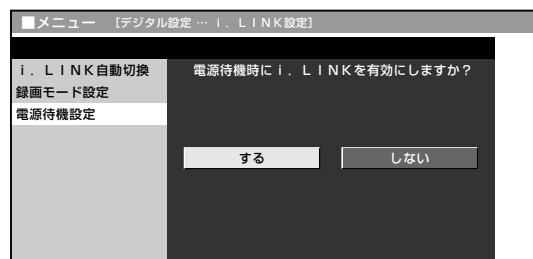 ■メニュー [デジタル設定 … ｉ．ＬＩＮＫ設定]
ｉ．ＬＩＮＫ自動切換
録画モード設定
電源待機設定
電源待機時にｉ．ＬＩＮＫを有効にしますか？
する
しない